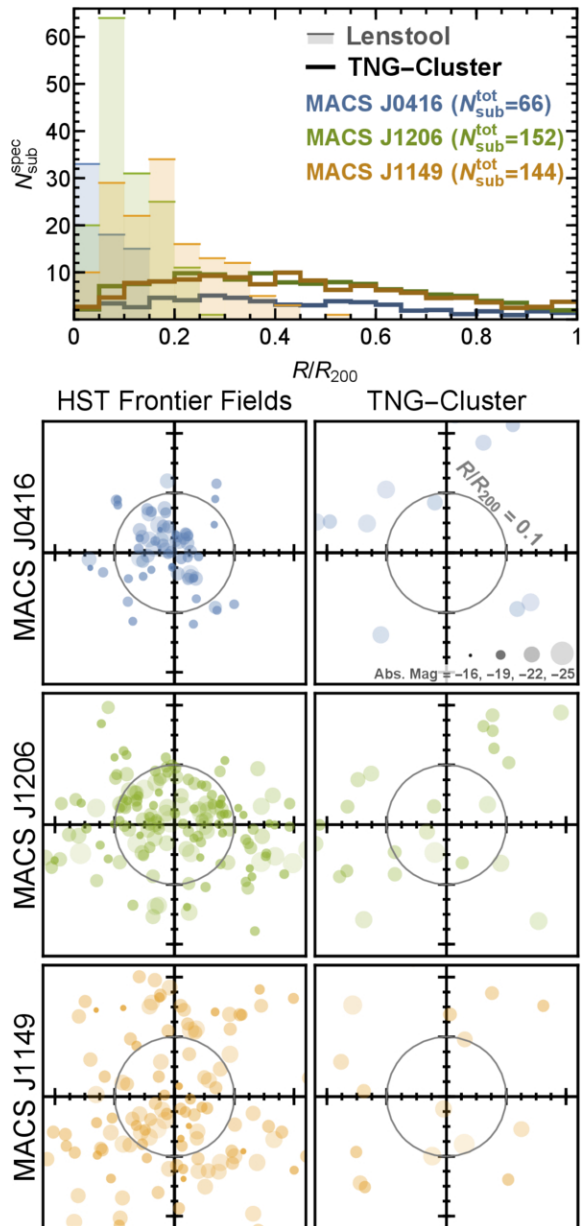 60
50
40
30
20
10
N_sub^spec
Lenstool
TNG–Cluster
MACS J0416 (N_sub^tot=66)
MACS J1206 (N_sub^tot=152)
MACS J1149 (N_sub^tot=144)
0 0.2 0.4 0.6 0.8 1
R/R_200
HST Frontier Fields TNG–Cluster
MACS J0416
R/R_200 = 0.1
Abs. Mag = –16, –19, –22, –25
MACS J1206
MACS J1149